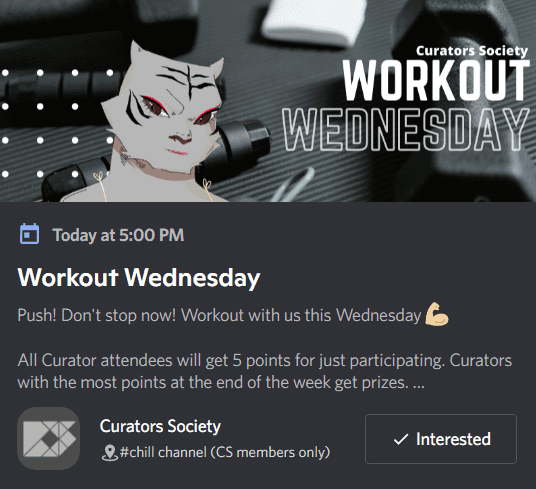 Curators Society
WORKOUT
WEDNESDAY
Today at 5:00 PM
Workout Wednesday
Push! Don't stop now! Workout with us this Wednesday 💪
All Curator attendees will get 5 points for just participating. Curators
with the most points at the end of the week get prizes. ...
Curators Society
#chill channel (CS members only)
Interested